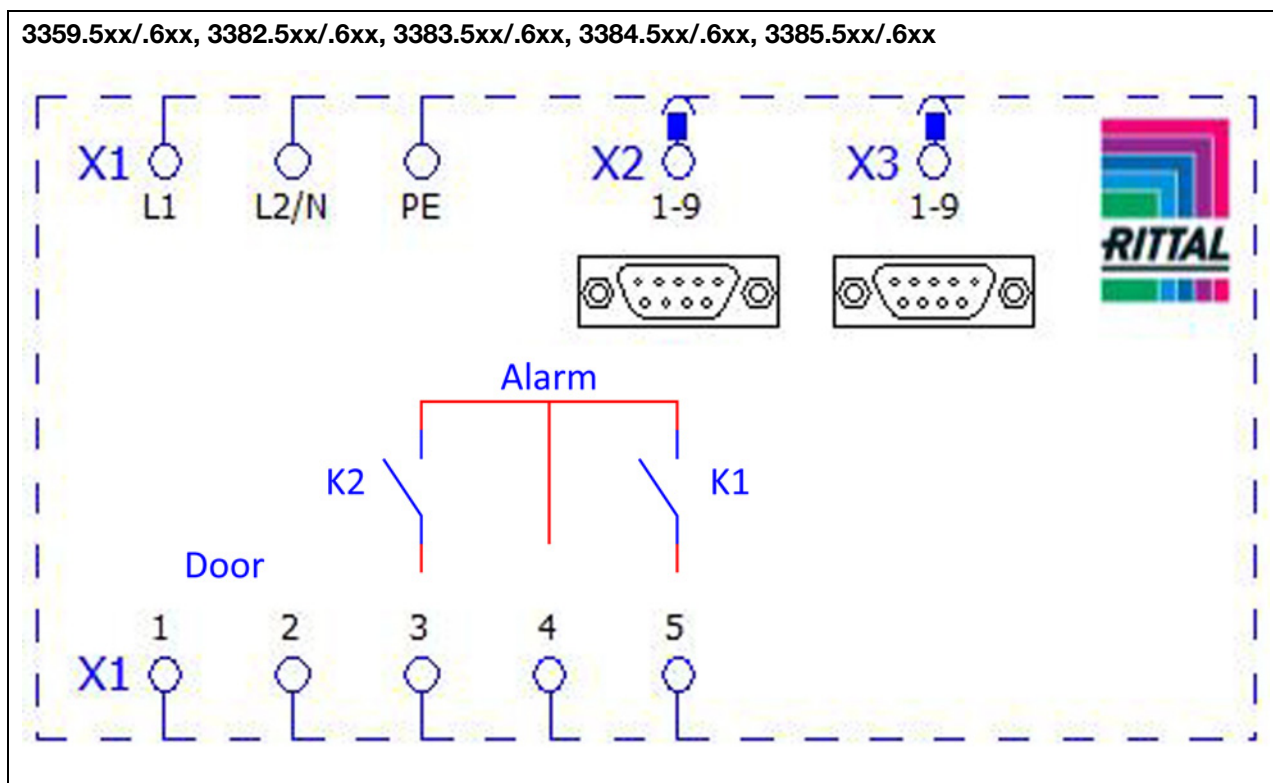 3359.5xx/.6xx, 3382.5xx/.6xx, 3383.5xx/.6xx, 3384.5xx/.6xx, 3385.5xx/.6xx
X1 X2 X3
L1 L2/N PE 1-9 1-9
RITTAL
Alarm
K2 K1
Door
1 2 3 4 5
X1